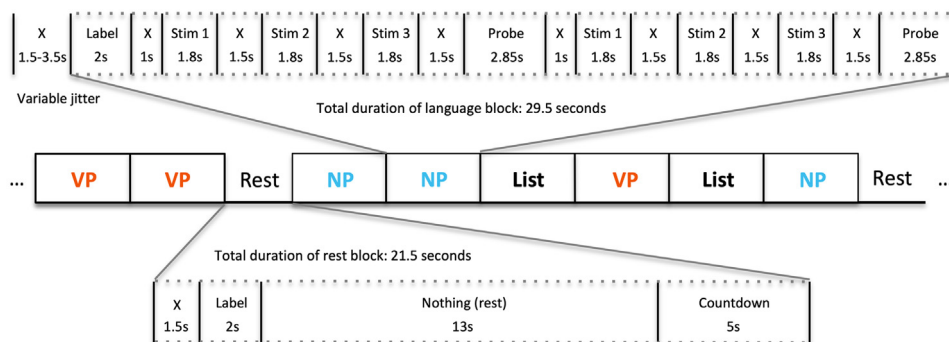 X Label X Stim 1 X Stim 2 X Stim 3 X Probe X Stim 1 X Stim 2 X Stim 3 X Probe
1.5-3.5s 2s 1s 1.8s 1.5s 1.8s 1.5s 1.8s 1.5s 2.85s 1s 1.8s 1.5s 1.8s 1.5s 1.8s 1.5s 2.85s
Variable jitter
Total duration of language block: 29.5 seconds
... VP VP Rest NP NP List VP List NP Rest ..
Total duration of rest block: 21.5 seconds
X Label Nothing (rest) Countdown
1.5s 2s 13s 5s